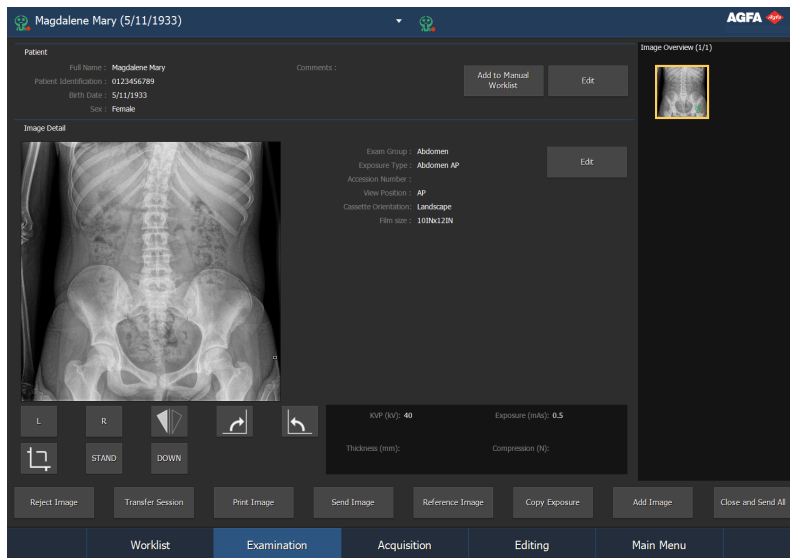 Magdalene Mary (5/11/1933)
AGFA
Patient
Full Name : Magdalene Mary
Patient Identification : 0123456789
Birth Date : 5/11/1933
Sex : Female
Comments :
Add to Manual
Worklist
Edit
Image Overview (1/1)
Image Detail
Exam Group : Abdomen
Exposure Type : Abdomen AP
Accession Number :
View Position : AP
Cassette Orientation: Landscape
Film size : 10INx12IN
Edit
L
R
STAND
DOWN
KVP (kV): 40
Exposure (mAs): 0.5
Thickness (mm):
Compression (N):
Reject Image
Transfer Session
Print Image
Send Image
Reference Image
Copy Exposure
Add Image
Close and Send All
Worklist
Examination
Acquisition
Editing
Main Menu